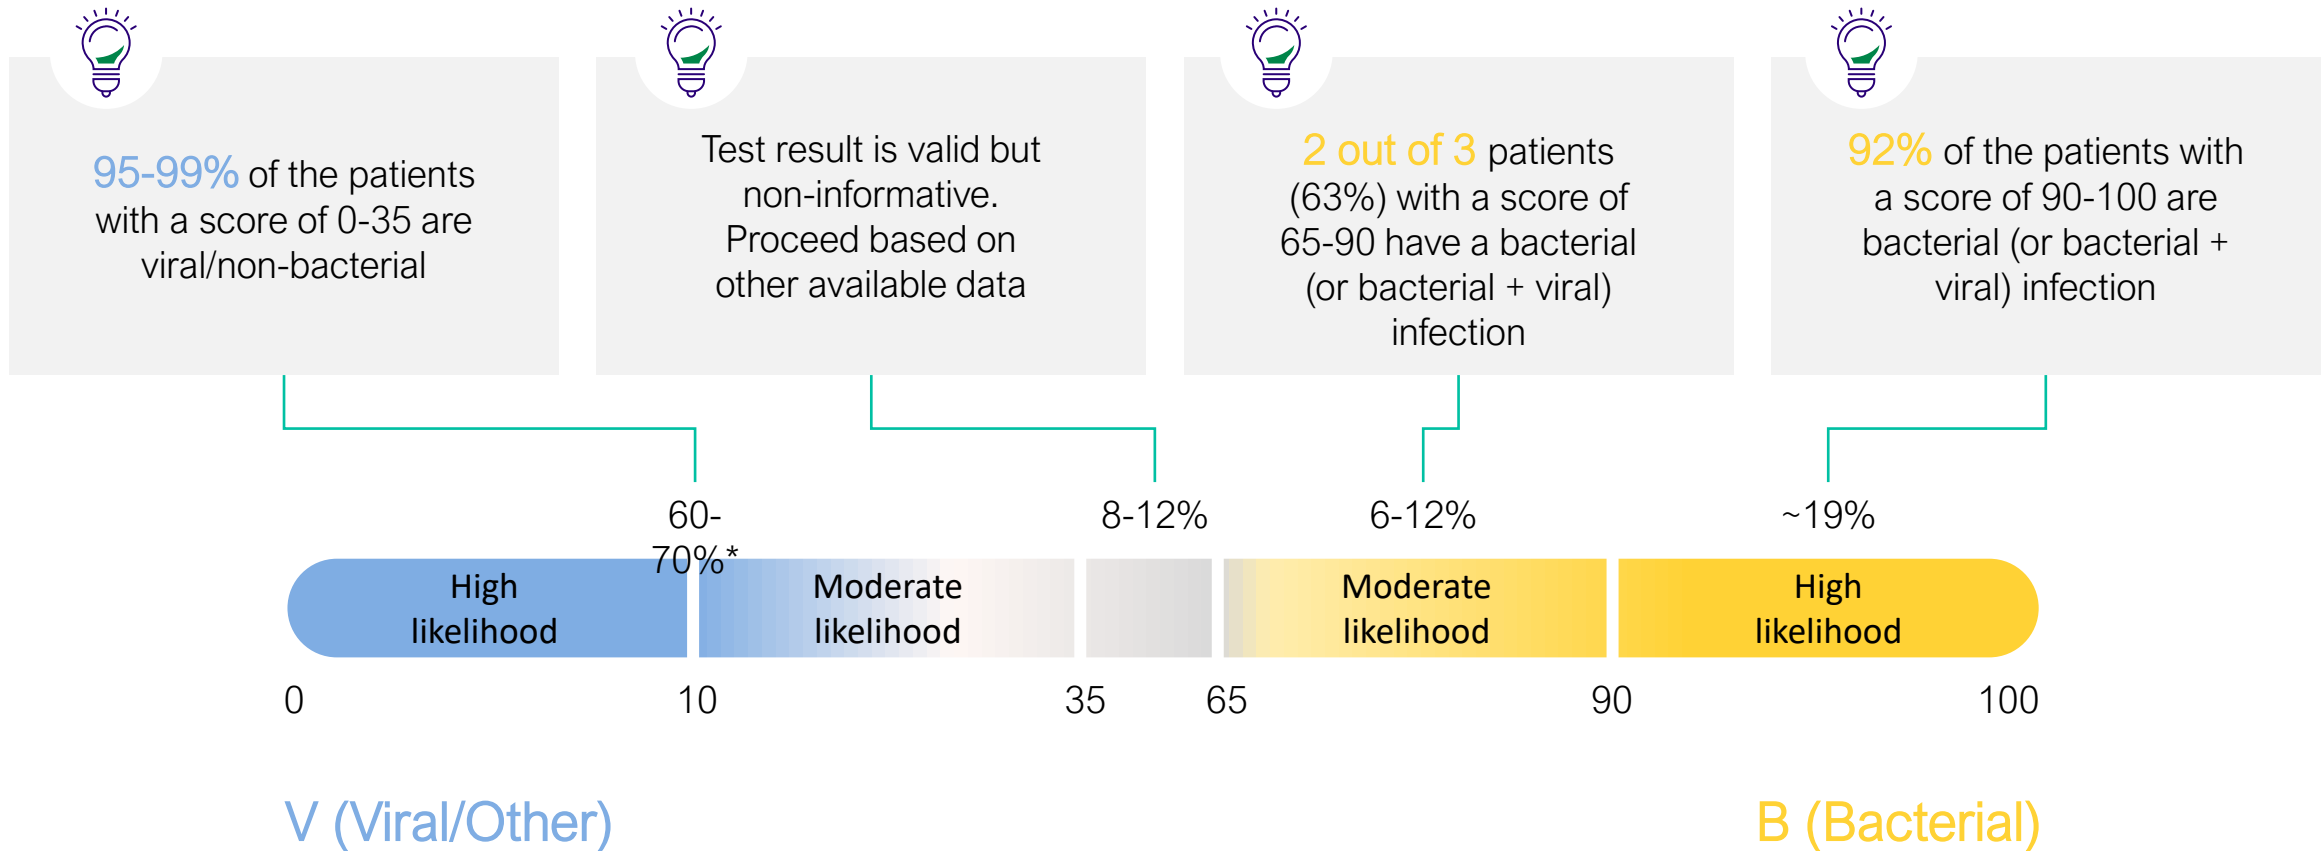 95-99% of the patients
with a score of 0-35 are
viral/non-bacterial
Test result is valid but
non-informative.
Proceed based on
other available data
2 out of 3 patients
(63%) with a score of
65-90 have a bacterial
(or bacterial + viral)
infection
92% of the patients with
a score of 90-100 are
bacterial (or bacterial +
viral) infection
60-
70%*
8-12%
6-12%
~19%
High
likelihood
Moderate
likelihood
Moderate
likelihood
High
likelihood
0
10
35
65
90
100
V (Viral/Other)
B (Bacterial)